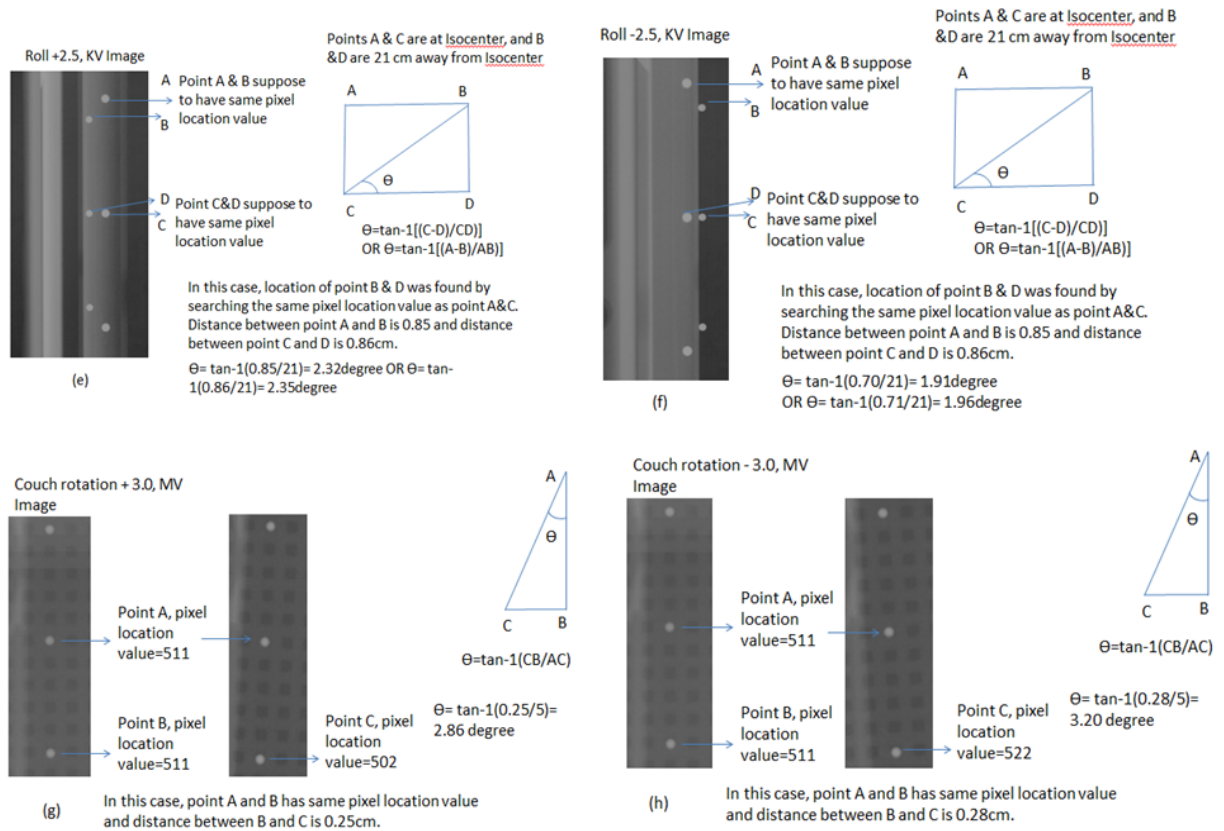 Roll +2.5, KV Image
Points A & C are at Isocenter, and B
&D are 21 cm away from Isocenter
A
Point A & B suppose
to have same pixel
location value
B
D
Point C&D suppose to
have same pixel
location value
C
A
B
Ɵ
C
D
Ɵ=tan-1[(C-D)/CD)]
OR Ɵ=tan-1[(A-B)/AB)]
In this case, location of point B & D was found by
searching the same pixel location value as point A&C.
Distance between point A and B is 0.85 and distance
between point C and D is 0.86cm.
Ɵ= tan-1(0.85/21)= 2.32degree OR Ɵ= tan-
1(0.86/21)= 2.35degree
(e)
Roll -2.5, KV Image
Points A & C are at Isocenter, and B
&D are 21 cm away from Isocenter
A
Point A & B suppose
to have same pixel
location value
B
D
Point C&D suppose to
have same pixel
location value
C
A
B
Ɵ
C
D
Ɵ=tan-1[(C-D)/CD)]
OR Ɵ=tan-1[(A-B)/AB)]
In this case, location of point B & D was found by
searching the same pixel location value as point A&C.
Distance between point A and B is 0.85 and distance
between point C and D is 0.86cm.
Ɵ= tan-1(0.70/21)= 1.91degree
OR Ɵ= tan-1(0.71/21)= 1.96degree
(f)
Couch rotation + 3.0, MV
Image
Point A, pixel
location
value=511
Point B, pixel
location
value=511
Point C, pixel
location
value=502
A
Ɵ
C
B
Ɵ=tan-1(CB/AC)
Ɵ= tan-1(0.25/5)=
2.86 degree
(g)
In this case, point A and B has same pixel location value
and distance between B and C is 0.25cm.
Couch rotation - 3.0, MV
Image
Point A, pixel
location
value=511
Point B, pixel
location
value=511
Point C, pixel
location
value=522
A
Ɵ
C
B
Ɵ=tan-1(CB/AC)
Ɵ= tan-1(0.28/5)=
3.20 degree
(h)
In this case, point A and B has same pixel location value
and distance between B and C is 0.28cm.